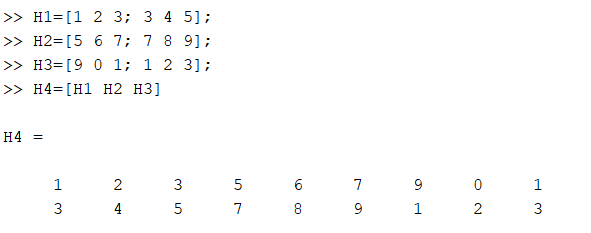 >> H1=[1 2 3; 3 4 5];
>> H2=[5 6 7; 7 8 9];
>> H3=[9 0 1; 1 2 3];
>> H4=[H1 H2 H3]
H4 =
1 2 3 5 6 7 9 0 1
3 4 5 7 8 9 1 2 3